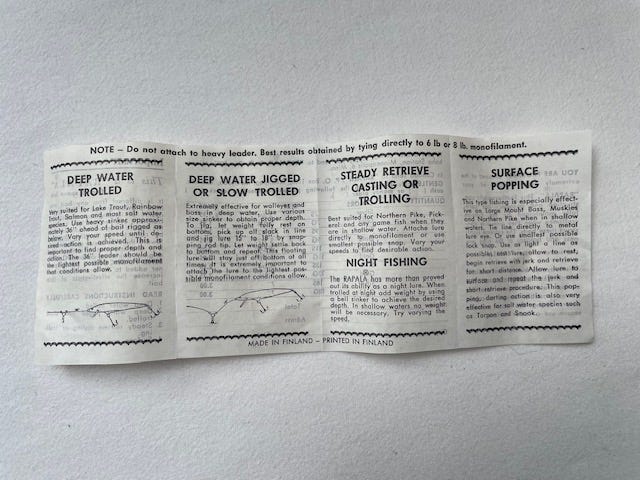 NOTE – Do not attach to heavy leader. Best results obtained by tying directly to 6 lb or 8 lb. monofilament.
DEEP WATER
TROLLED
Very suited for Lake Trout, Rainbow
Trout, Salmon and most salt water
species. Use heavy sinker approxi-
mately 36" ahead of bait rigged as
below. Vary your speed until de-
sired action is achieved. This is
important to find proper depth and
action. The 36" leader should be
the lightest possible monofilament
that conditions allow.
DEEP WATER JIGGED
OR SLOW TROLLED
Extremely effective for walleyes and
bass in deep water. Use various
size sinker to obtain proper depth.
To jig, let weight fully rest on
bottom, pick up all slack in line
and jig lure 15" to 18" by snap-
ping rod tip. Let weight settle back
to bottom and repeat. This floating
lure will stay just off bottom at all
times. It is extremely important to
attach the lure to the lightest pos-
sible monofilament conditions allow.
STEADY RETRIEVE
CASTING OR
TROLLING
Best suited for Northern Pike, Pick-
erel and any game fish when they
are in shallow water. Attach lure
directly to monofilament or use
smallest possible snap. Vary your
speeds to find desirable action.
NIGHT FISHING
The RAPALA has more than proved
out its ability as a night lure. When
trolled at night add weight by using
a bell sinker to achieve the desired
depth. In shallow waters no weight
will be necessary. Try varying the
speed.
SURFACE
POPPING
This type fishing is especially effect-
ive on Large Mouth Bass, Muskies
and Northern Pike when in shallow
waters. Tie line directly to metal
lure eye. Or use smallest possible
lock snap. Use as light a line as
possible, cast lure, allow to rest,
begin retrieve with jerk and retrieve
for short distance. Allow lure to
surface and repeat the jerk and
short retrieve procedure. This pop-
ping, darting action is also very
effective for salt water species such
as Tarpon and Snook.
MADE IN FINLAND – PRINTED IN FINLAND